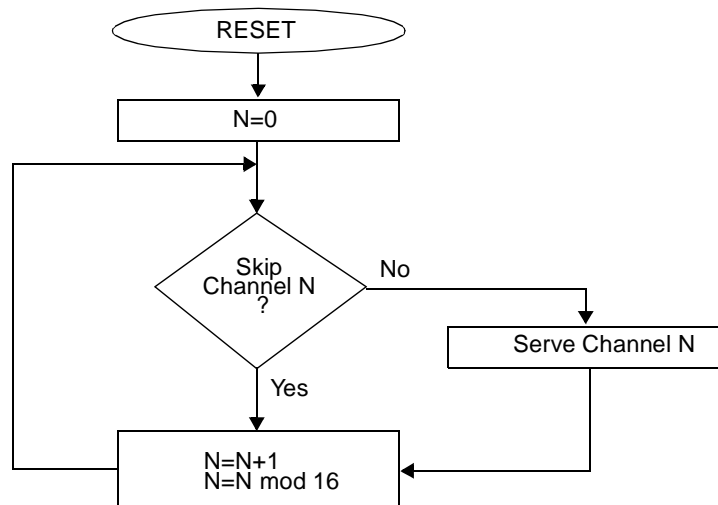 RESET
N=0
Skip
Channel N
?
No
Serve Channel N
Yes
N=N+1
N=N mod 16